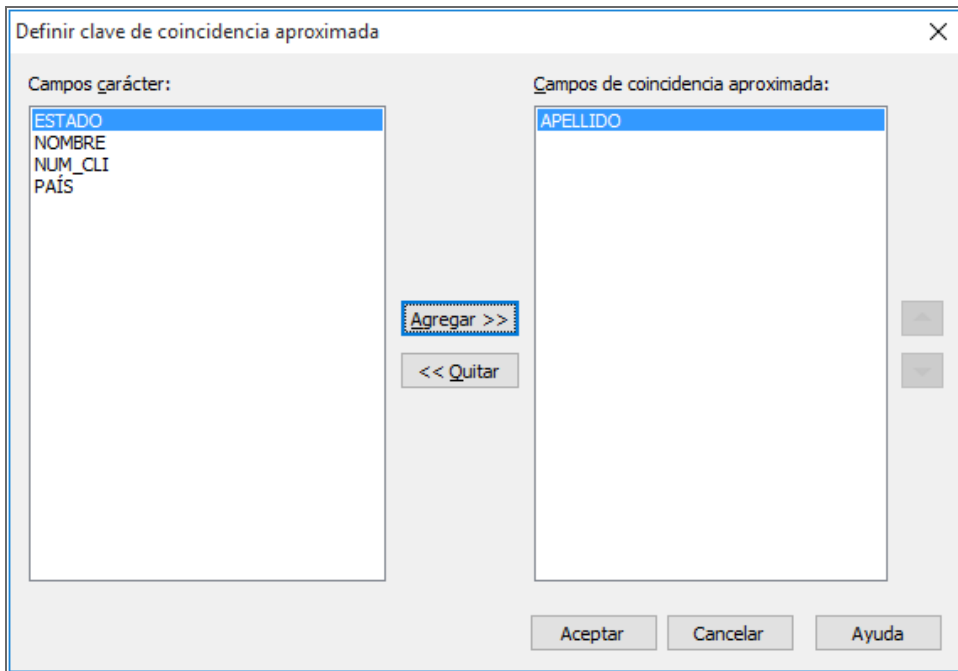 Definir clave de coincidencia aproximada
Campos carácter:
ESTADO
NOMBRE
NUM_CLI
PAÍS
Agregar >>
<< Quitar
Campos de coincidencia aproximada:
APELLIDO
Aceptar
Cancelar
Ayuda